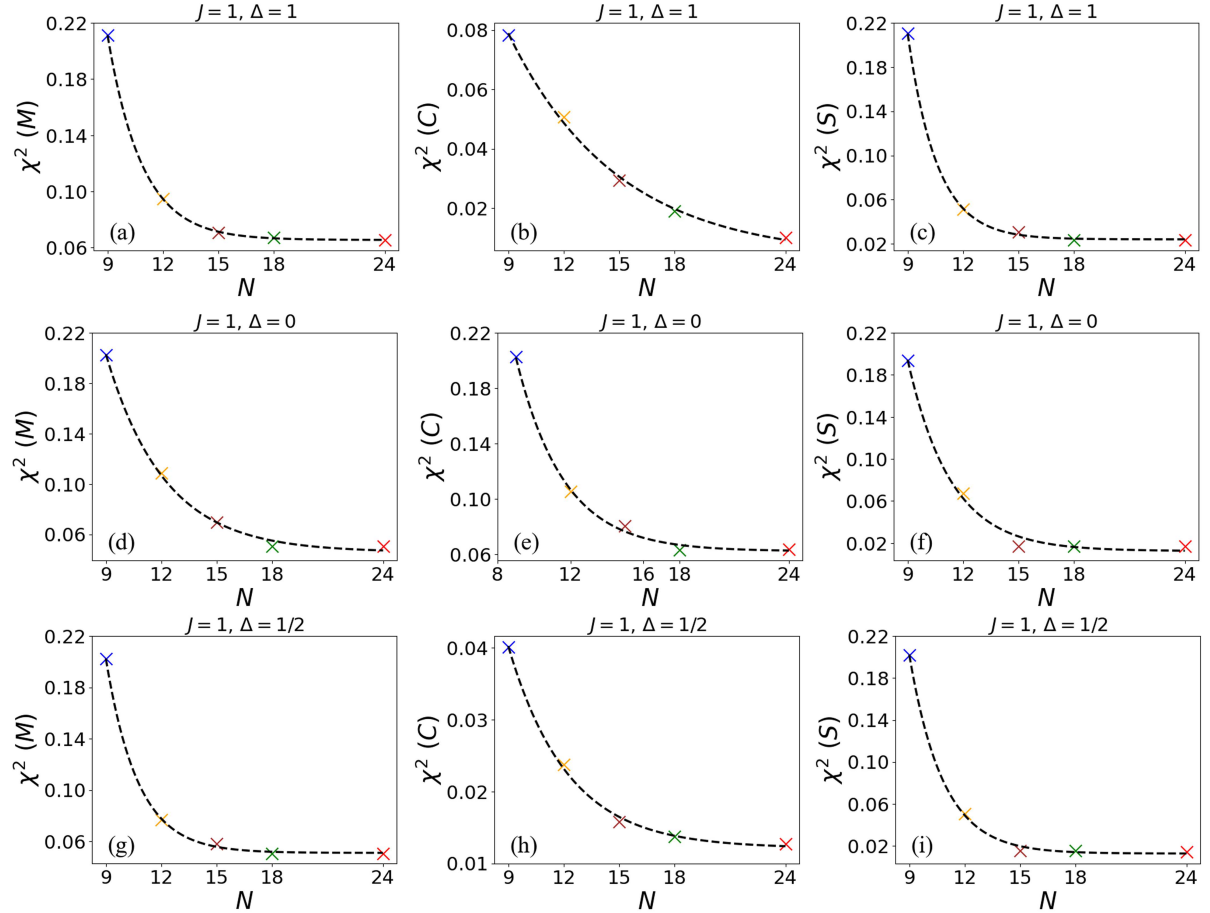 J = 1, Δ = 1
J = 1, Δ = 1
J = 1, Δ = 1
χ² (M)
0.22
0.18
0.14
0.10
0.06
(a)
9 12 15 18 24
N
χ² (C)
0.08
0.06
0.04
0.02
(b)
9 12 15 18 24
N
χ² (S)
0.22
0.18
0.14
0.10
0.06
0.02
(c)
9 12 15 18 24
N
J = 1, Δ = 0
J = 1, Δ = 0
J = 1, Δ = 0
χ² (M)
0.22
0.18
0.14
0.10
0.06
(d)
9 12 15 18 24
N
χ² (C)
0.22
0.18
0.14
0.10
0.06
(e)
8 12 16 18 24
N
χ² (S)
0.22
0.18
0.14
0.10
0.06
0.02
(f)
9 12 15 18 24
N
J = 1, Δ = 1/2
J = 1, Δ = 1/2
J = 1, Δ = 1/2
χ² (M)
0.22
0.18
0.14
0.10
0.06
(g)
9 12 15 18 24
N
χ² (C)
0.04
0.03
0.02
0.01
(h)
9 12 15 18 24
N
χ² (S)
0.22
0.18
0.14
0.10
0.06
0.02
(i)
9 12 15 18 24
N